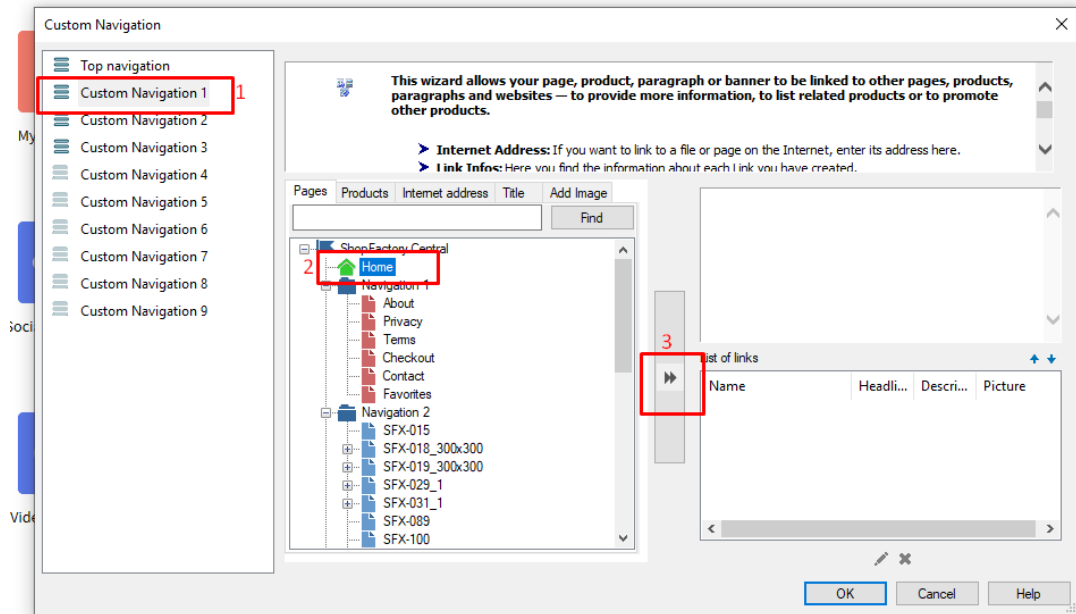 Custom Navigation
Top navigation
Custom Navigation 1
1
Custom Navigation 2
Custom Navigation 3
Custom Navigation 4
Custom Navigation 5
Custom Navigation 6
Custom Navigation 7
Custom Navigation 8
Custom Navigation 9
My
Soci
Vide
This wizard allows your page, product, paragraph or banner to be linked to other pages, products,
paragraphs and websites — to provide more information, to list related products or to promote
other products.
Internet Address: If you want to link to a file or page on the Internet, enter its address here.
Link Infos: Here you find the information about each Link you have created.
Pages Products Internet address Title Add Image
Find
ShopFactory Central
2
Home
Navigation 1
About
Privacy
Terms
Checkout
Contact
Favorites
Navigation 2
SFX-015
SFX-018_300x300
SFX-019_300x300
SFX-029_1
SFX-031_1
SFX-089
SFX-100
3
List of links
Name Headli... Descri... Picture
OK Cancel Help